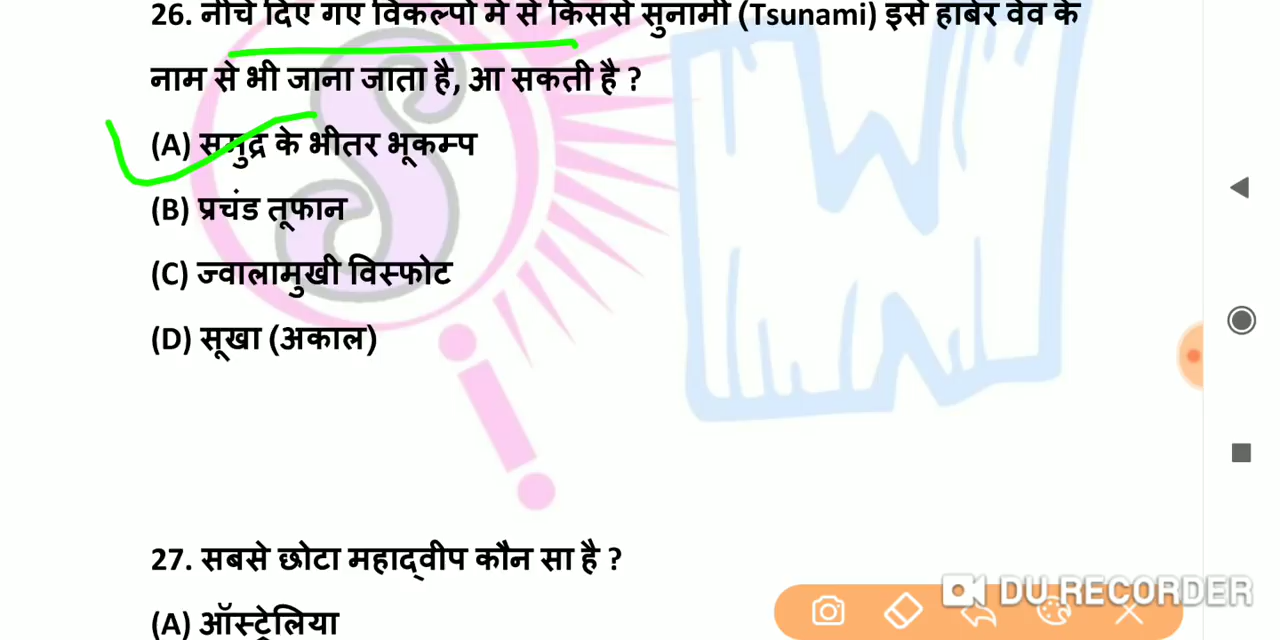 26. नीचे दिए गए विकल्पों में से किससे सुनामी (Tsunami) इसे हार्बर वेव के
नाम से भी जाना जाता है, आ सकती है ?
(A) समुद्र के भीतर भूकम्प
(B) प्रचंड तूफान
(C) ज्वालामुखी विस्फोट
(D) सूखा (अकाल)
27. सबसे छोटा महाद्वीप कौन सा है ?
(A) ऑस्ट्रेलिया
DU RECORDER